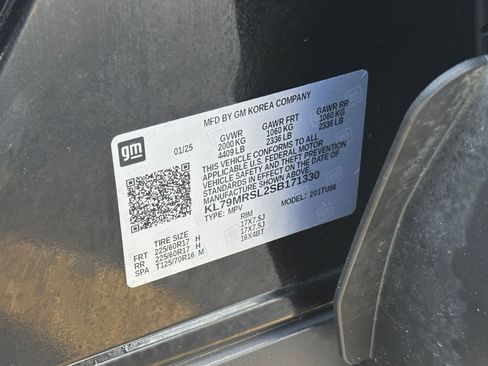 MFD BY GM KOREA COMPANY
gm
01/25
GVWR GAWR FRT GAWR RR
2000 KG 1060 KG 1060 KG
4409 LB 2336 LB 2336 LB
THIS VEHICLE CONFORMS TO ALL
APPLICABLE U.S. FEDERAL MOTOR
VEHICLE SAFETY AND THEFT PREVENTION
STANDARDS IN EFFECT ON THE DATE OF
MANUFACTURE SHOWN ABOVE.
KL79MRSL2SB171330
TYPE: MPV MODEL: 201TU56
TIRE SIZE RIM
FRT 225/60R17 H 17X7.5J
RR 225/60R17 H 17X7.5J
SPA T125/70R16 M 16X4BT